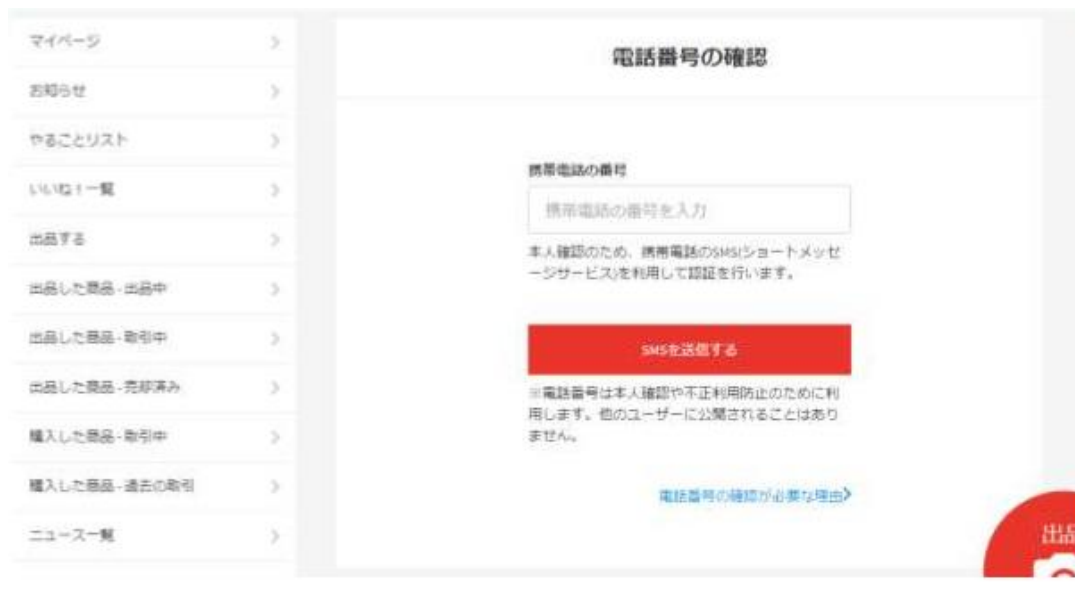 マイページ
お知らせ
やることリスト
いいね！一覧
出品する
出品した商品 - 出品中
出品した商品 - 取引中
出品した商品 - 売却済み
購入した商品 - 取引中
購入した商品 - 過去の取引
ニュース一覧
電話番号の確認
携帯電話の番号
携帯電話の番号を入力
本人確認のため、携帯電話のSMS(ショートメッセ
ージサービス)を利用して認証を行います。
SMSを送信する
※電話番号は本人確認や不正利用防止のために利
用します。他のユーザーに公開されることはあり
ません。
電話番号の確認が必要な理由
出品